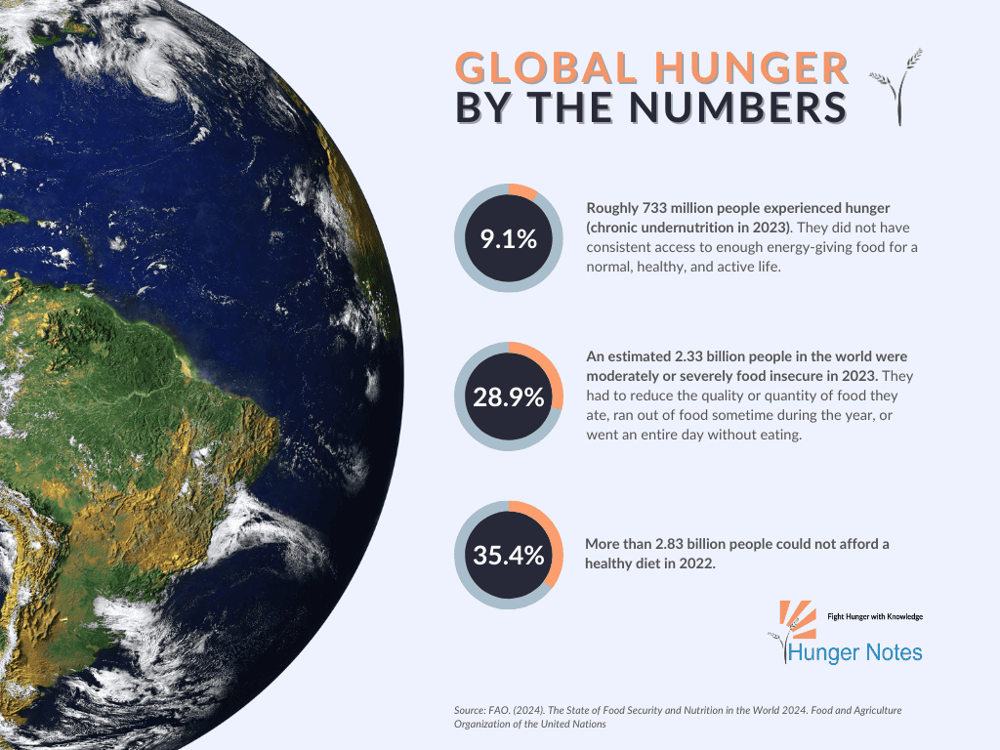 GLOBAL HUNGER
BY THE NUMBERS
9.1%
Roughly 733 million people experienced hunger
(chronic undernutrition in 2023). They did not have
consistent access to enough energy-giving food for a
normal, healthy, and active life.
28.9%
An estimated 2.33 billion people in the world were
moderately or severely food insecure in 2023. They
had to reduce the quality or quantity of food they
ate, ran out of food sometime during the year, or
went an entire day without eating.
35.4%
More than 2.83 billion people could not afford a
healthy diet in 2022.
Fight Hunger with Knowledge
Hunger Notes
Source: FAO. (2024). The State of Food Security and Nutrition in the World 2024. Food and Agriculture
Organization of the United Nations